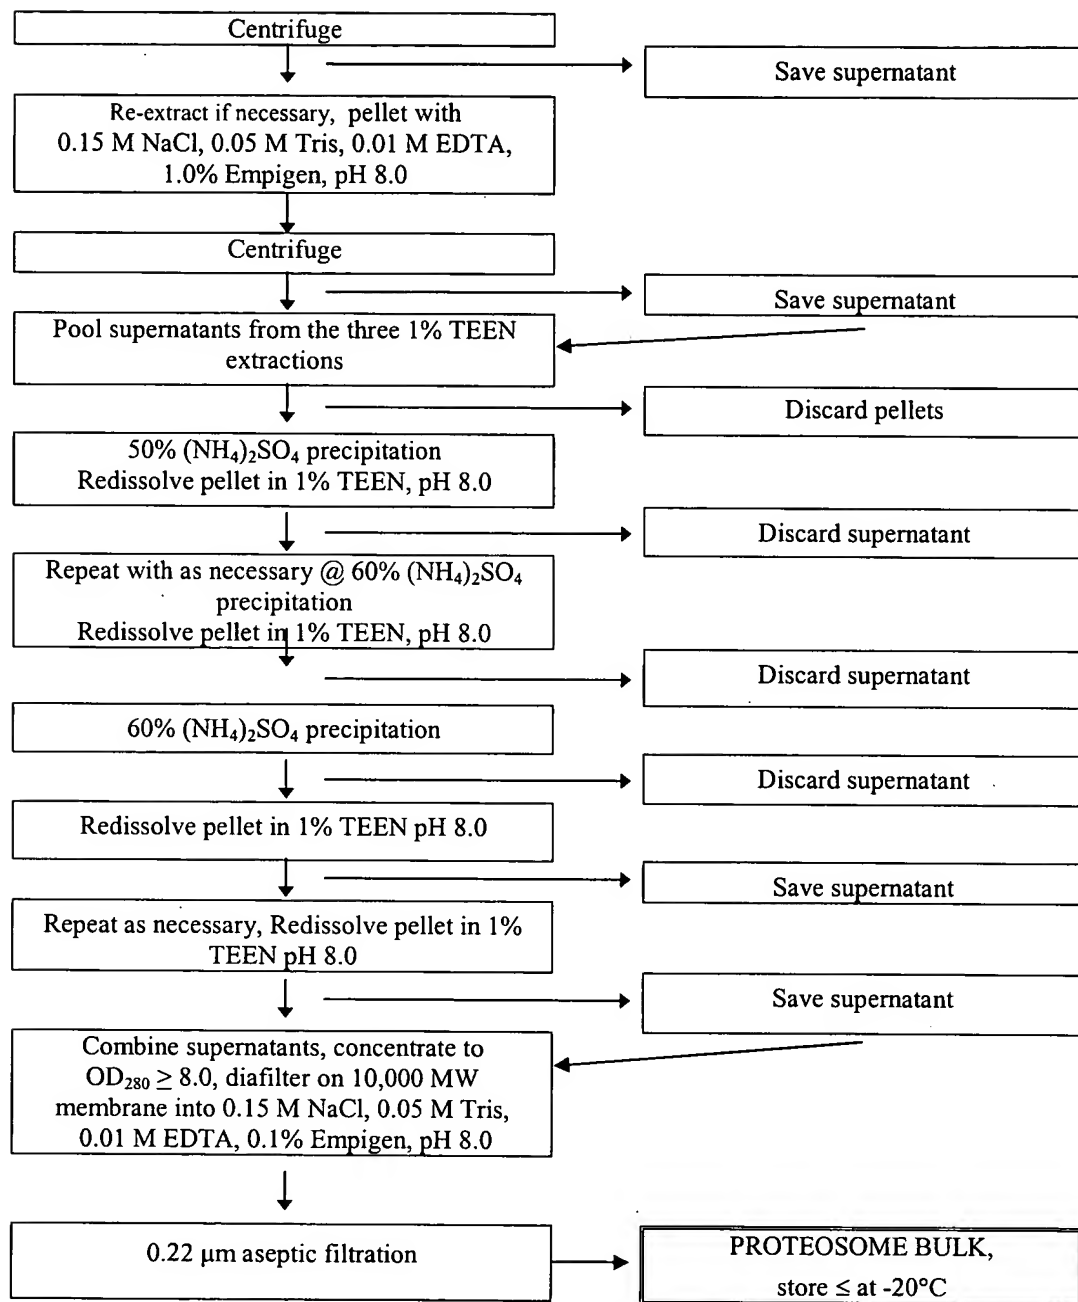 Centrifuge
Save supernatant
Re-extract if necessary, pellet with
0.15 M NaCl, 0.05 M Tris, 0.01 M EDTA,
1.0% Empigen, pH 8.0
Centrifuge
Save supernatant
Pool supernatants from the three 1% TEEN
extractions
Discard pellets
50% (NH₄)₂SO₄ precipitation
Redissolve pellet in 1% TEEN, pH 8.0
Discard supernatant
Repeat with as necessary @ 60% (NH₄)₂SO₄
precipitation
Redissolve pellet in 1% TEEN, pH 8.0
Discard supernatant
60% (NH₄)₂SO₄ precipitation
Discard supernatant
Redissolve pellet in 1% TEEN pH 8.0
Save supernatant
Repeat as necessary, Redissolve pellet in 1%
TEEN pH 8.0
Save supernatant
Combine supernatants, concentrate to
OD₂₈₀ ≥ 8.0, diafilter on 10,000 MW
membrane into 0.15 M NaCl, 0.05 M Tris,
0.01 M EDTA, 0.1% Empigen, pH 8.0
0.22 μm aseptic filtration
PROTEOSOME BULK,
store ≤ at -20°C